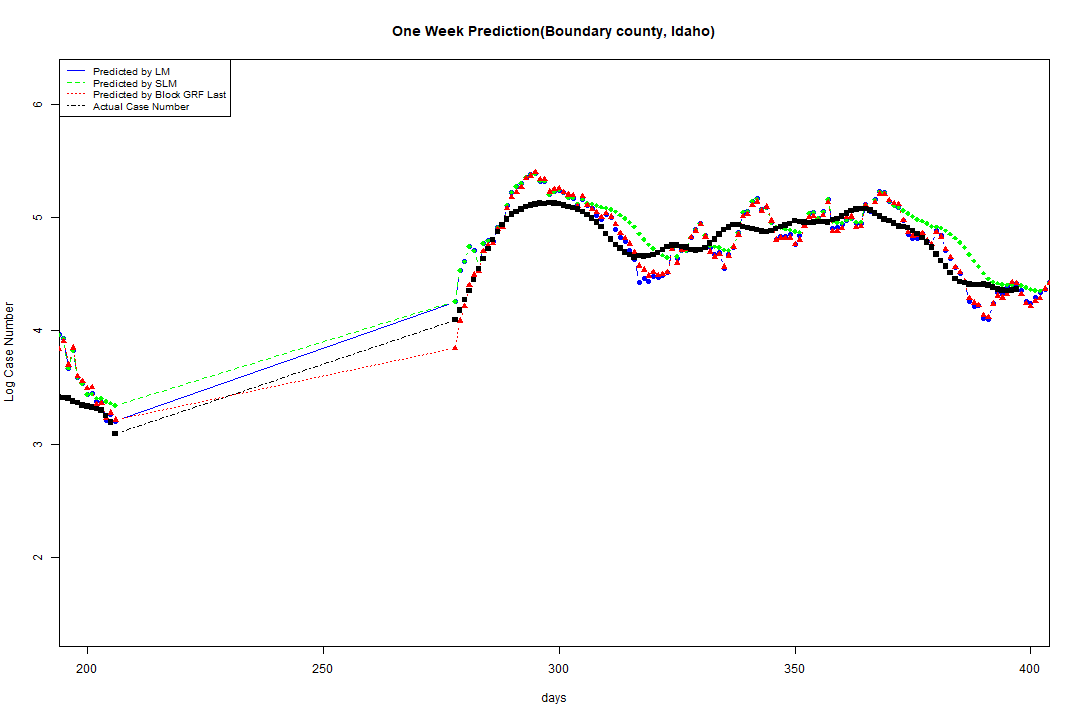 One Week Prediction(Boundary county, Idaho)
Predicted by LM
Predicted by SLM
Predicted by Block GRF Last
Actual Case Number
6
5
4
3
2
Log Case Number
200 250 300 350 400
days